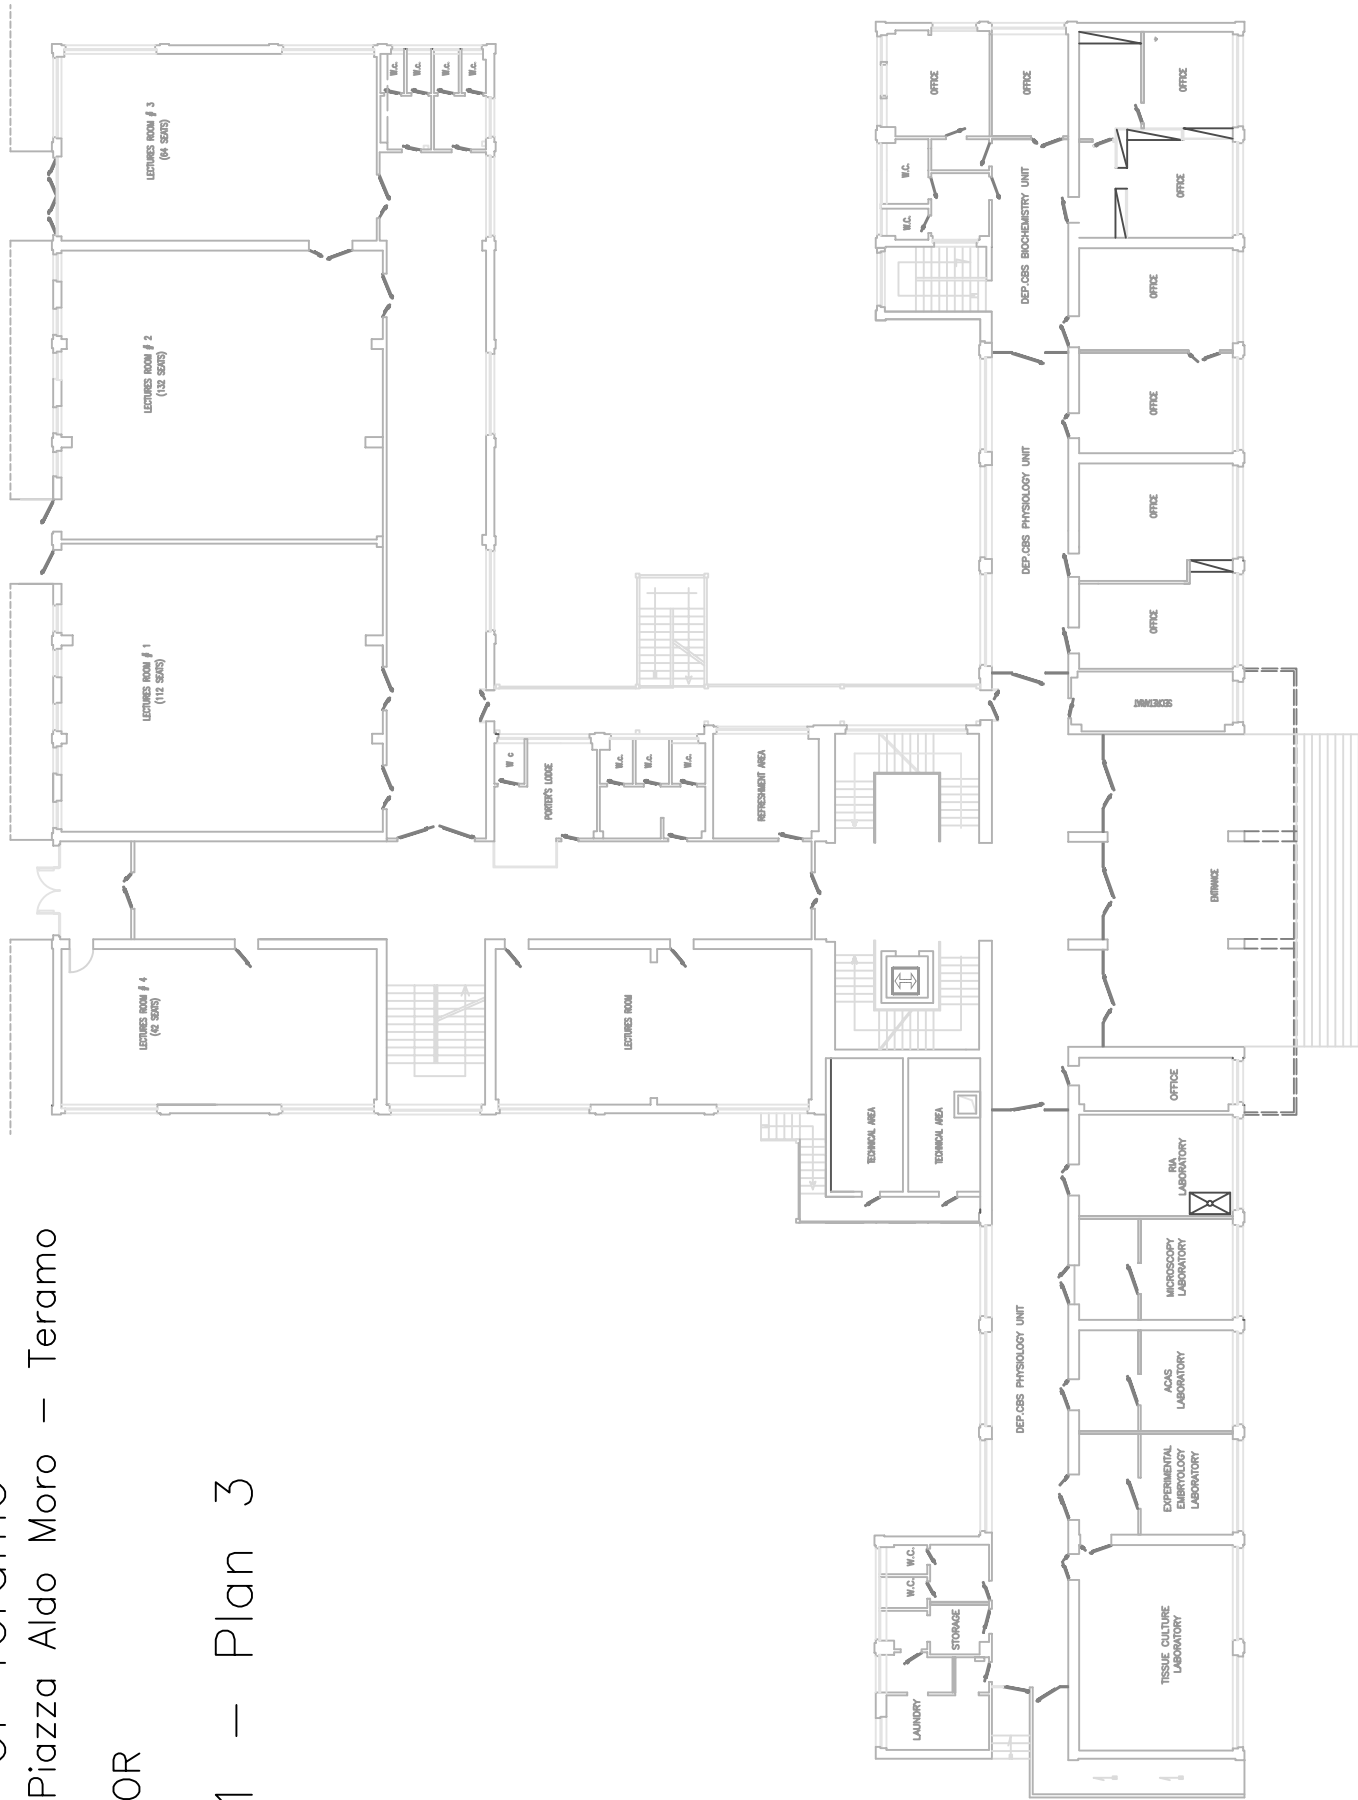 Piazza Aldo Moro – Teramo
OR
1 – Plan 3
LECTURES ROOM # 4
(42 SEATS)
LECTURES ROOM # 1
(112 SEATS)
LECTURES ROOM # 2
(132 SEATS)
LECTURES ROOM # 3
(64 SEATS)
W.c.
W.c.
W.c.
W.c.
LECTURES ROOM
W c
PORTER'S LODGE
W.c.
W.c.
W.c.
REFRESHMENT AREA
TECHNICAL AREA
TECHNICAL AREA
LAUNDRY
STORAGE
W.C.
W.C.
W.C.
W.C.
OFFICE
OFFICE
DEP.CBS PHYSIOLOGY UNIT
DEP.CBS PHYSIOLOGY UNIT
DEP.CBS BIOCHEMISTRY UNIT
TISSUE CULTURE
LABORATORY
EXPERIMENTAL
EMBRYOLOGY
LABORATORY
ACAS
LABORATORY
MICROSCOPY
LABORATORY
RIA
LABORATORY
OFFICE
ENTRANCE
SECRETARIAT
OFFICE
OFFICE
OFFICE
OFFICE
OFFICE
OFFICE